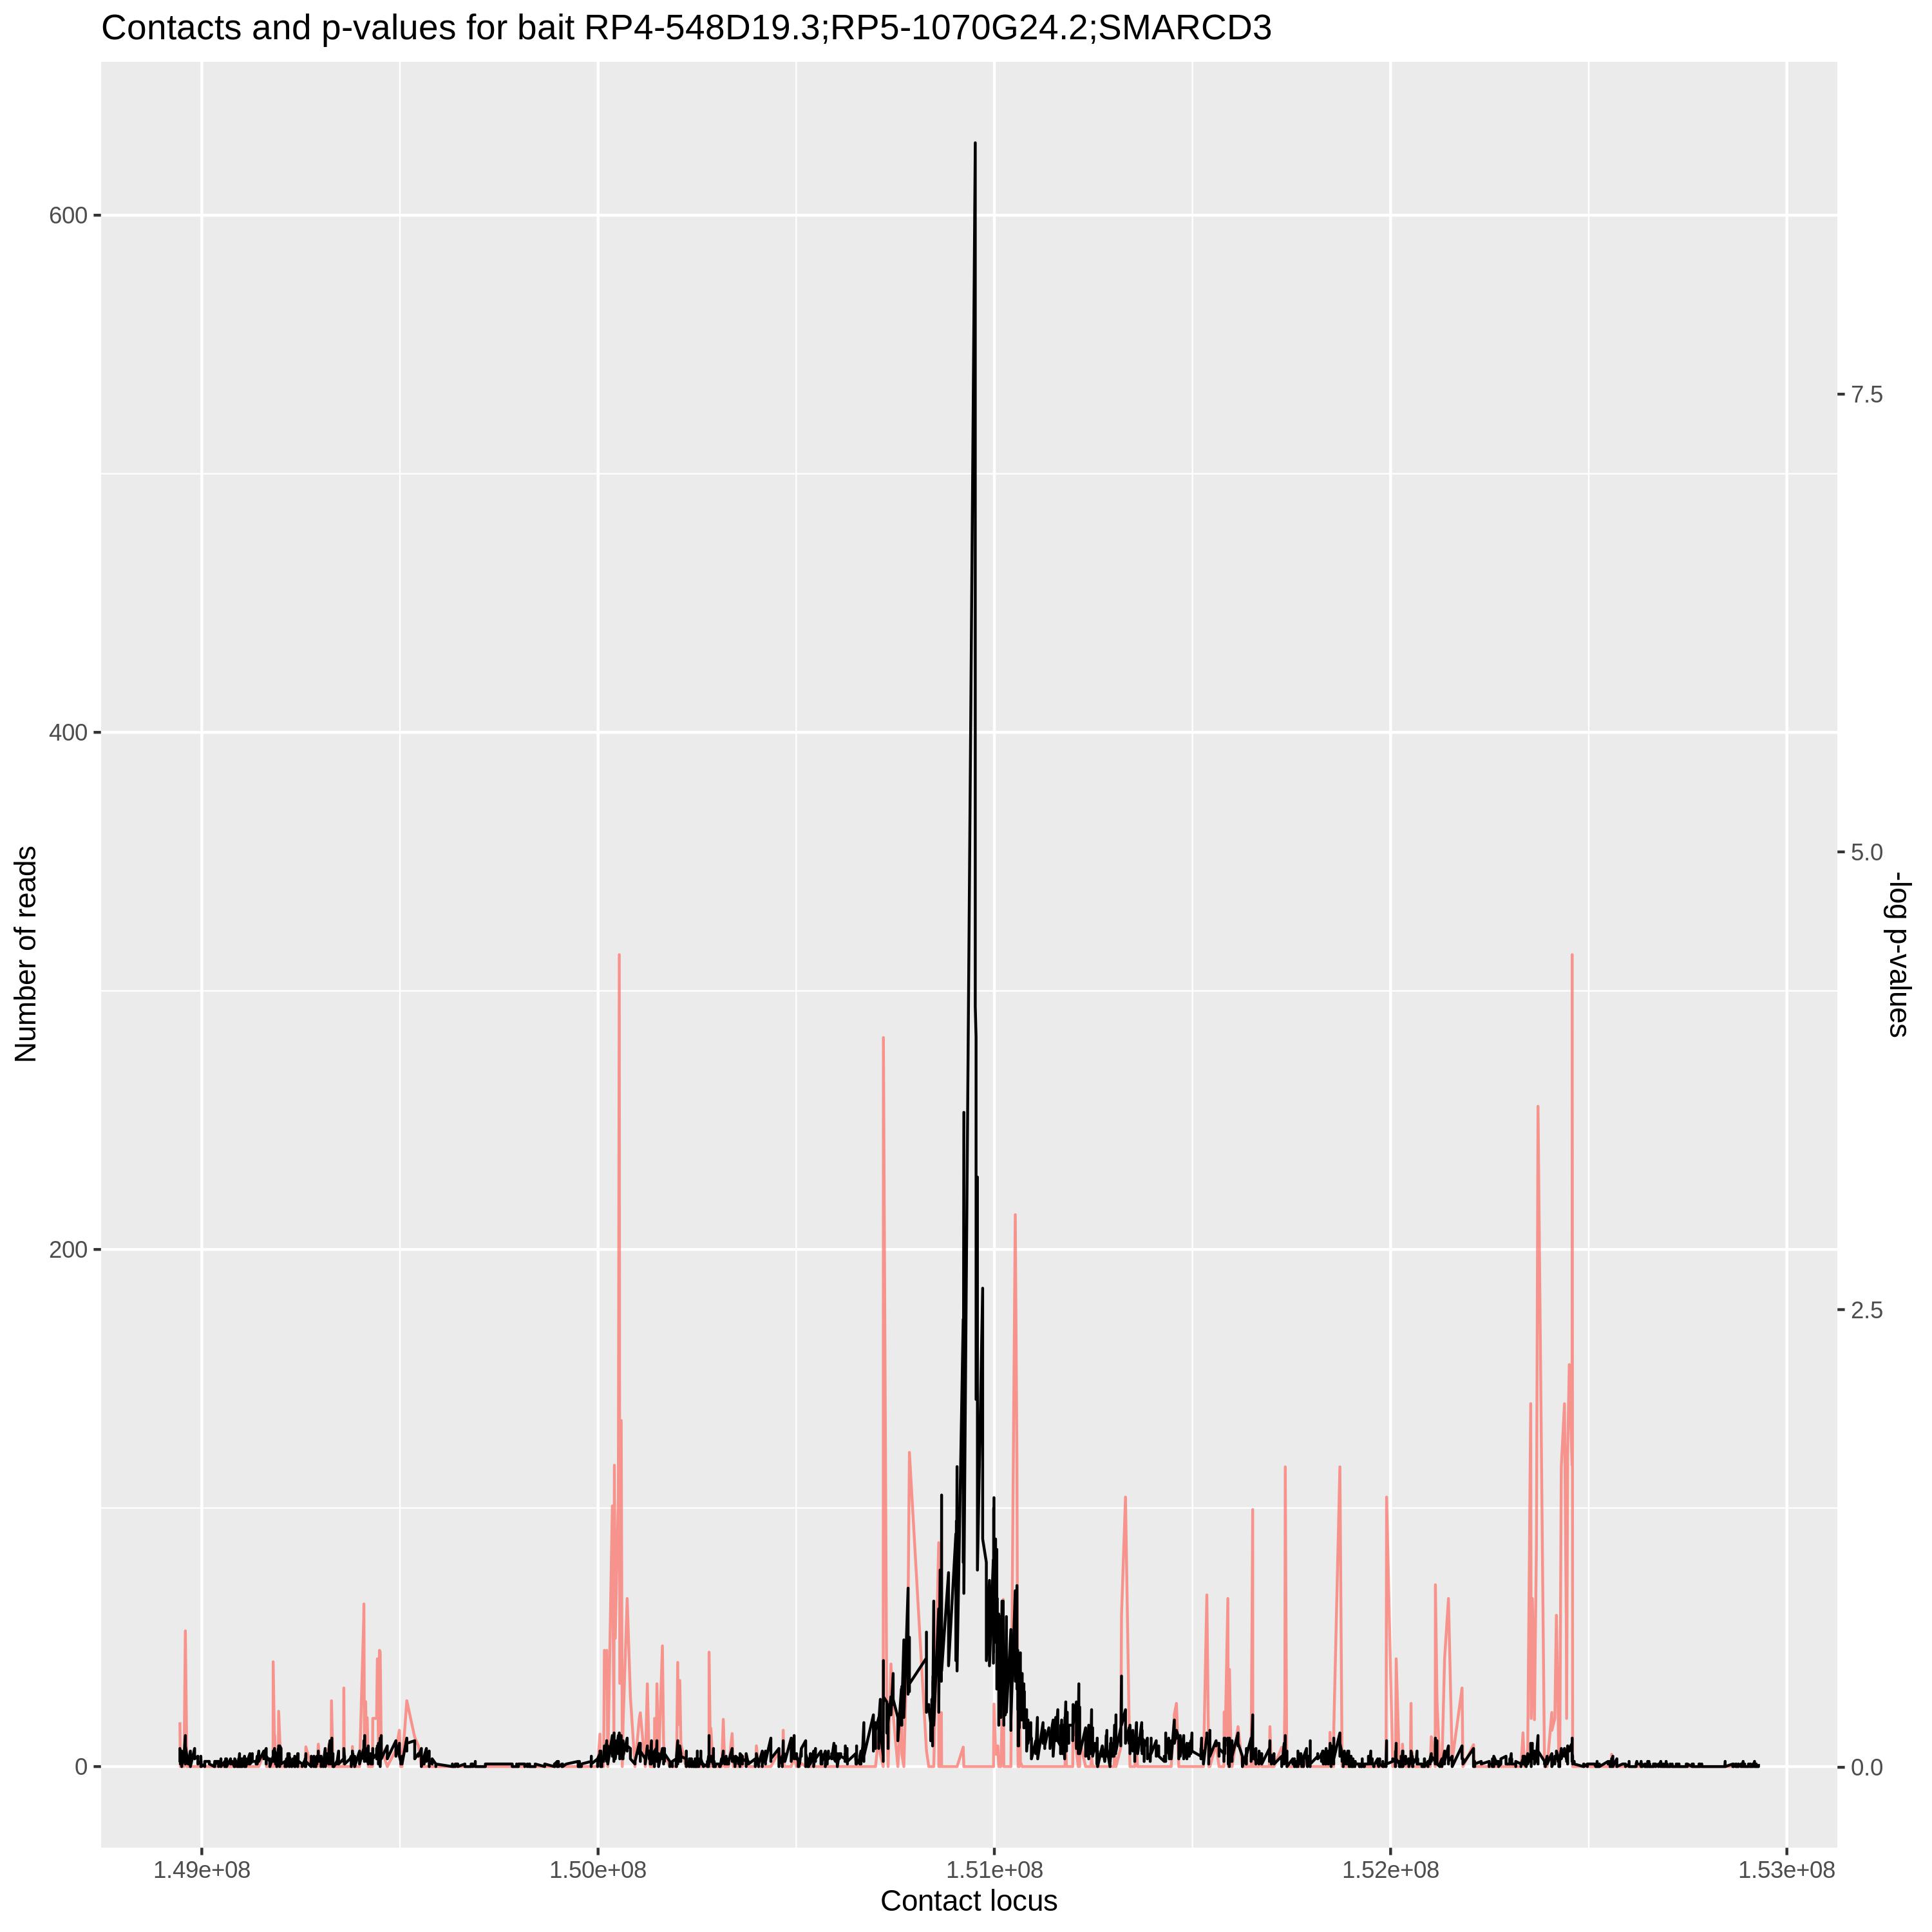 Contacts and p-values for bait RP4-548D19.3;RP5-1070G24.2;SMARCD3
600
400
200
0
Number of reads
7.5
5.0
2.5
0.0
-log p-values
1.49e+08
1.50e+08
1.51e+08
1.52e+08
1.53e+08
Contact locus